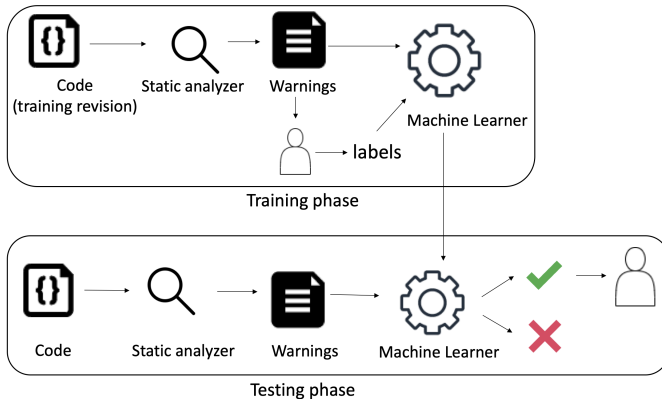 {}
Code
(training revision)
Static analyzer
Warnings
Machine Learner
labels
Training phase
{}
Code
Static analyzer
Warnings
Machine Learner
Testing phase